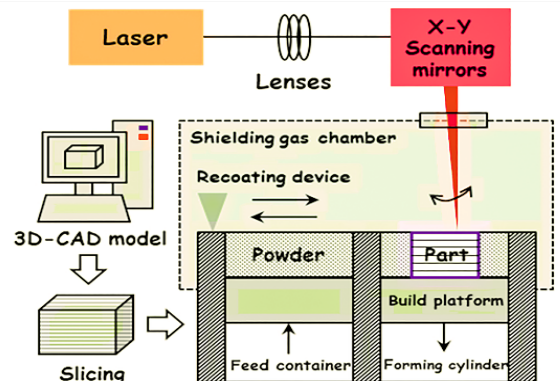 Laser
Lenses
X-Y
Scanning
mirrors
Shielding gas chamber
Recoating device
3D-CAD model
Slicing
Powder
Part
Build platform
Feed container
Forming cylinder